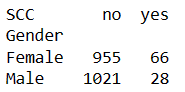 SCC no yes
Gender
Female 955 66
Male 1021 28